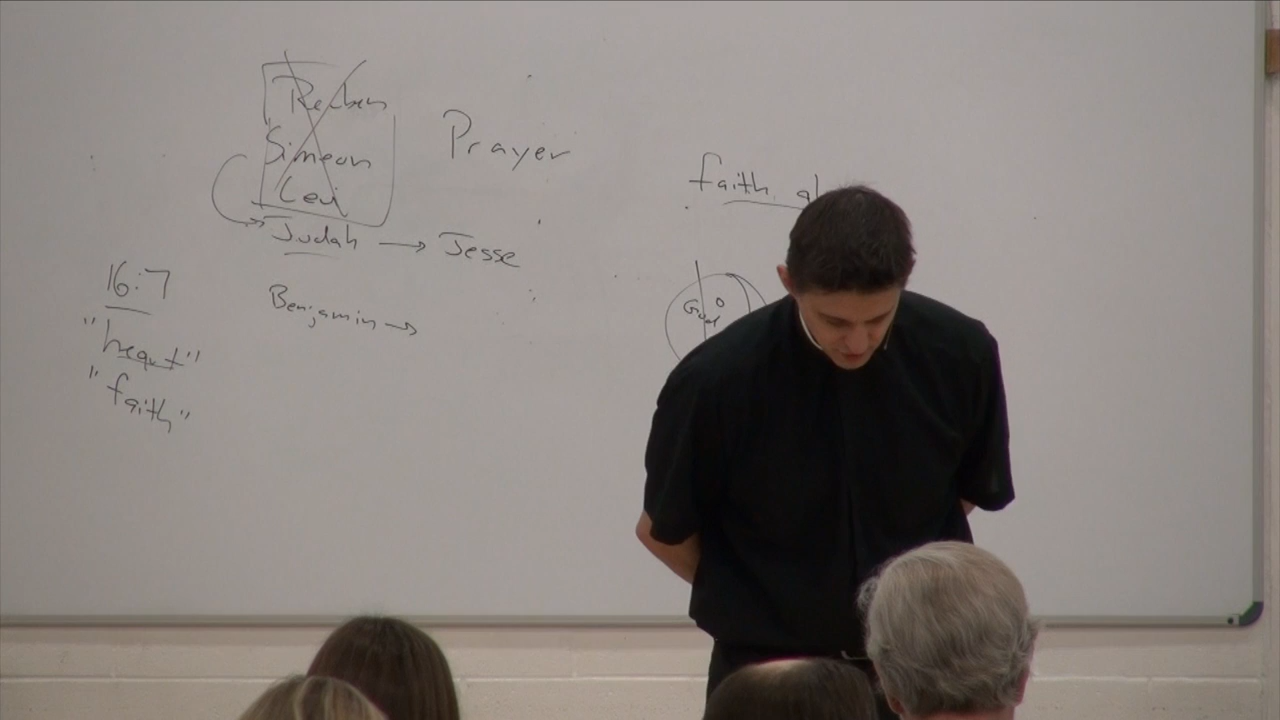 Reuben
Simeon
Levi
Judah → Jesse
Benjamin →
Prayer
16:7
"heart"
"faith"
faith
God